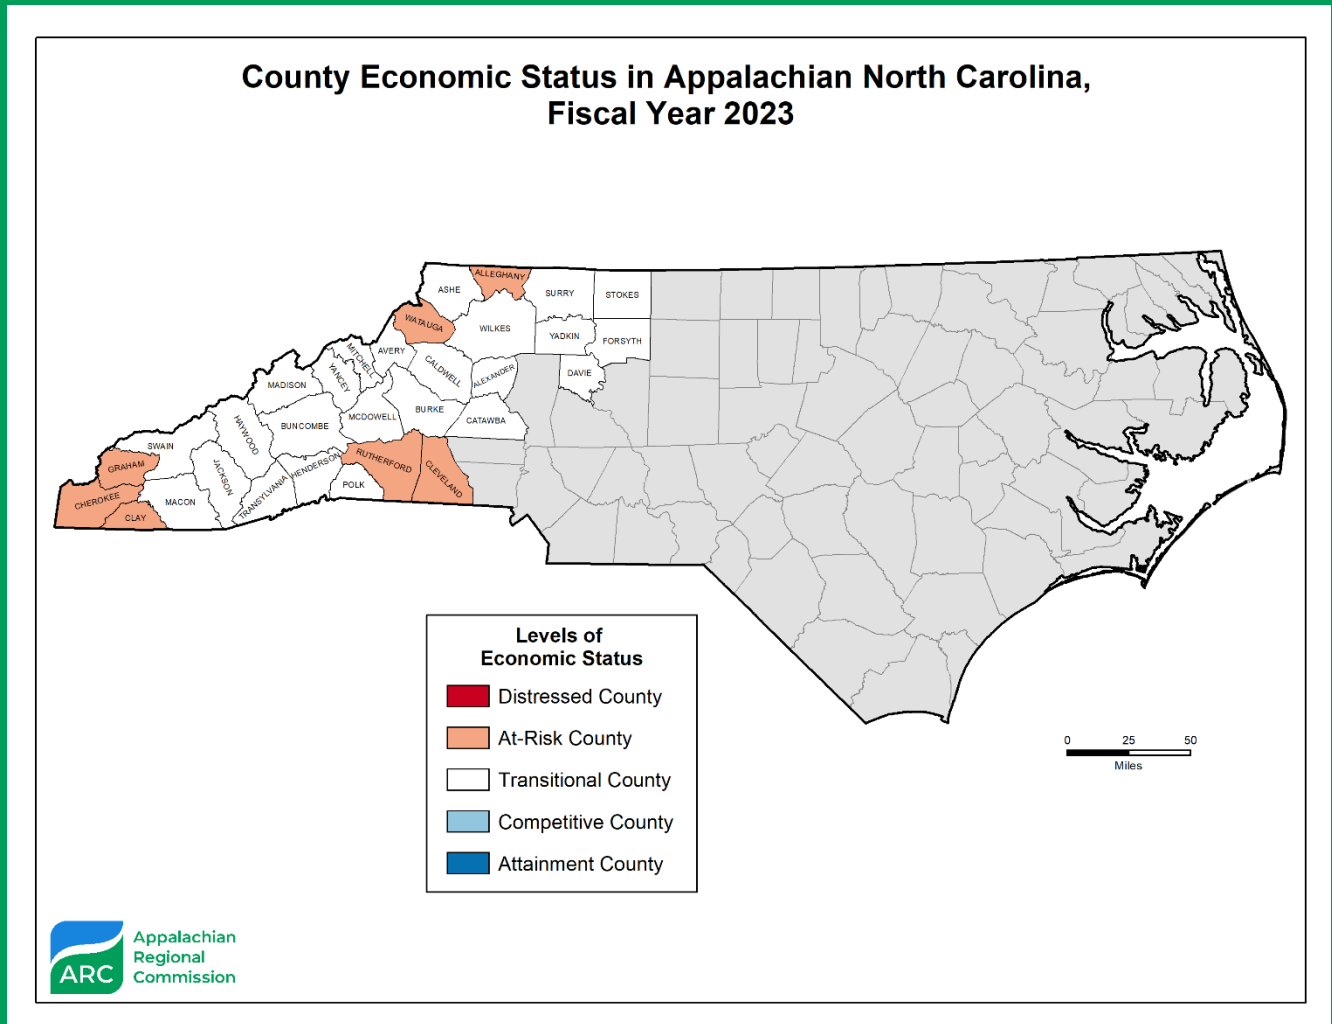 County Economic Status in Appalachian North Carolina,
Fiscal Year 2023
ALLEGHANY
ASHE
SURRY
STOKES
WATAUGA
WILKES
YADKIN
FORSYTH
MITCHELL
AVERY
CALDWELL
ALEXANDER
DAVIE
YANCEY
MADISON
BURKE
MCDOWELL
CATAWBA
BUNCOMBE
HAYWOOD
SWAIN
RUTHERFORD
CLEVELAND
GRAHAM
JACKSON
HENDERSON
POLK
TRANSYLVANIA
CHEROKEE
MACON
CLAY
Levels of
Economic Status
Distressed County
At-Risk County
Transitional County
Competitive County
Attainment County
0 25 50
Miles
ARC
Appalachian
Regional
Commission